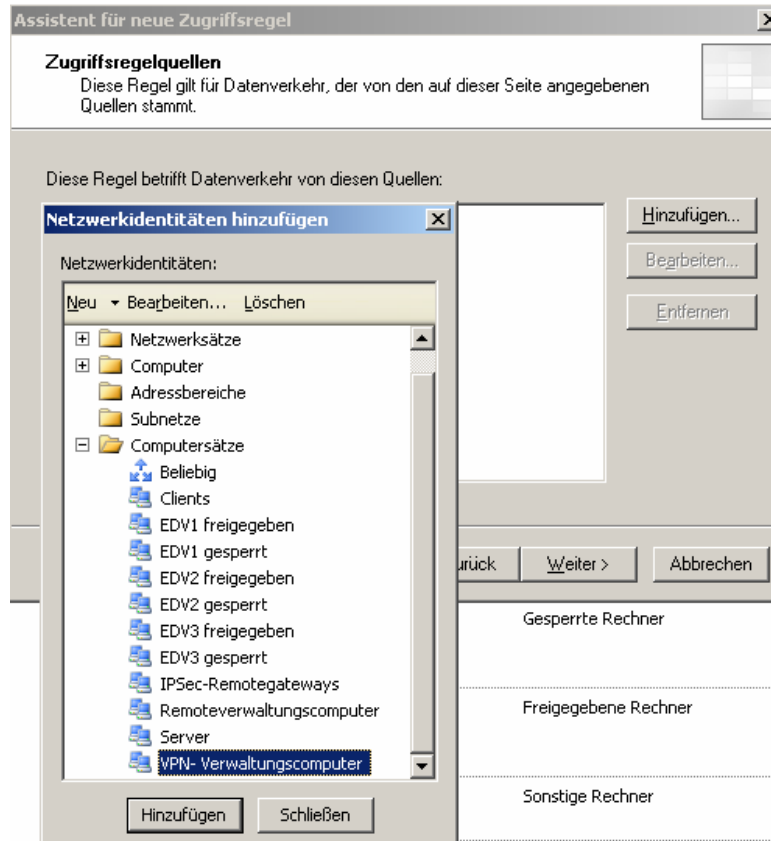 Assistent für neue Zugriffsregel
Zugriffsregelquellen
Diese Regel gilt für Datenverkehr, der von den auf dieser Seite angegebenen
Quellen stammt.
Diese Regel betrifft Datenverkehr von diesen Quellen:
Hinzufügen...
Bearbeiten...
Entfernen
Netzwerkidentitäten hinzufügen
Netzwerkidentitäten:
Neu Bearbeiten... Löschen
Netzwerksätze
Computer
Adressbereiche
Subnetze
Computersätze
Beliebig
Clients
EDV1 freigegeben
EDV1 gesperrt
EDV2 freigegeben
EDV2 gesperrt
EDV3 freigegeben
EDV3 gesperrt
IPSec-Remotegateways
Remoteverwaltungscomputer
Server
VPN- Verwaltungscomputer
Hinzufügen Schließen
urück Weiter > Abbrechen
Gesperrte Rechner
Freigegebene Rechner
Sonstige Rechner